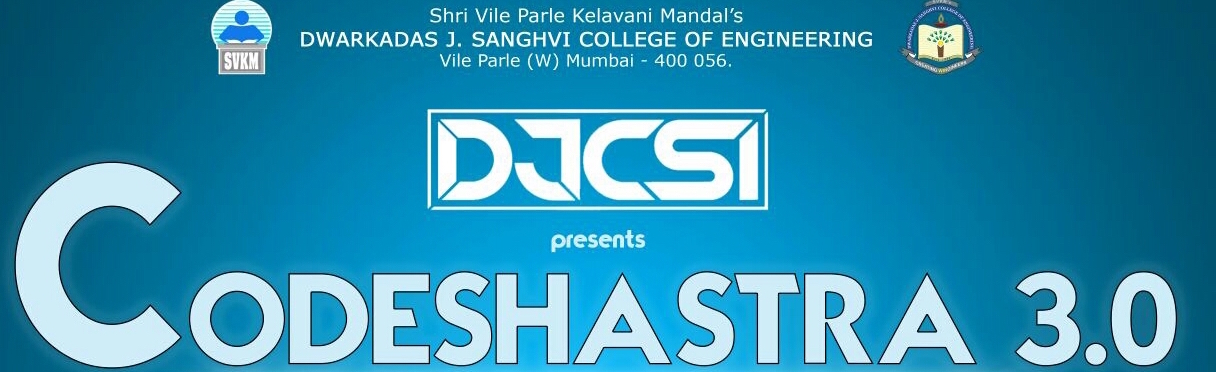 Shri Vile Parle Kelavani Mandal's
DWARKADAS J. SANGHVI COLLEGE OF ENGINEERING
Vile Parle (W) Mumbai - 400 056.
SVKM
DJCSI
presents
CODESHASTRA 3.0